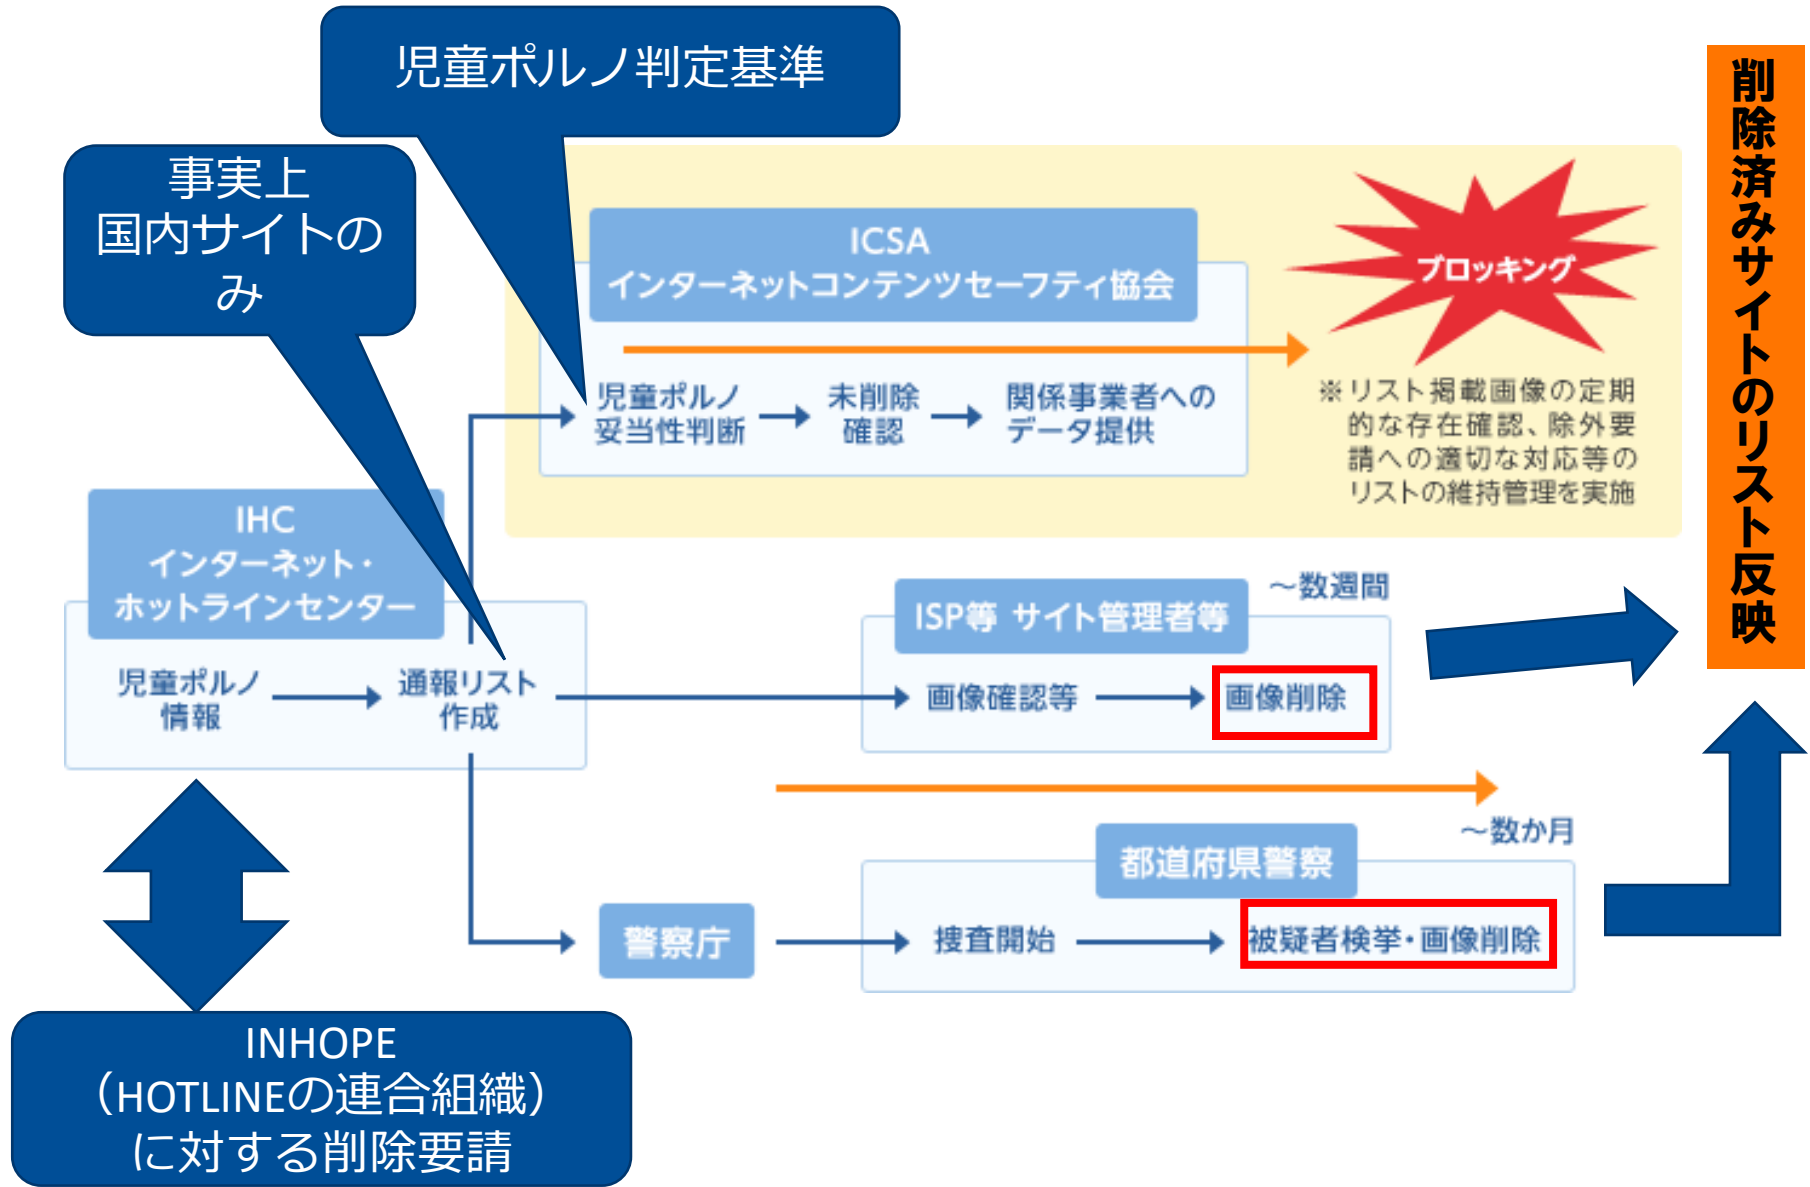 児童ポルノ判定基準
事実上
国内サイトの
み
ICSA
インターネットコンテンツセーフティ協会
ブロッキング
児童ポルノ
妥当性判断
未削除
確認
関係事業者への
データ提供
※リスト掲載画像の定期
的な存在確認、除外要
請への適切な対応等の
リストの維持管理を実施
削除済みサイトのリスト反映
IHC
インターネット・
ホットラインセンター
児童ポルノ
情報
通報リスト
作成
ISP等 サイト管理者等
～数週間
画像確認等
画像削除
～数か月
都道府県警察
警察庁
捜査開始
被疑者検挙・画像削除
INHOPE
（HOTLINEの連合組織）
に対する削除要請